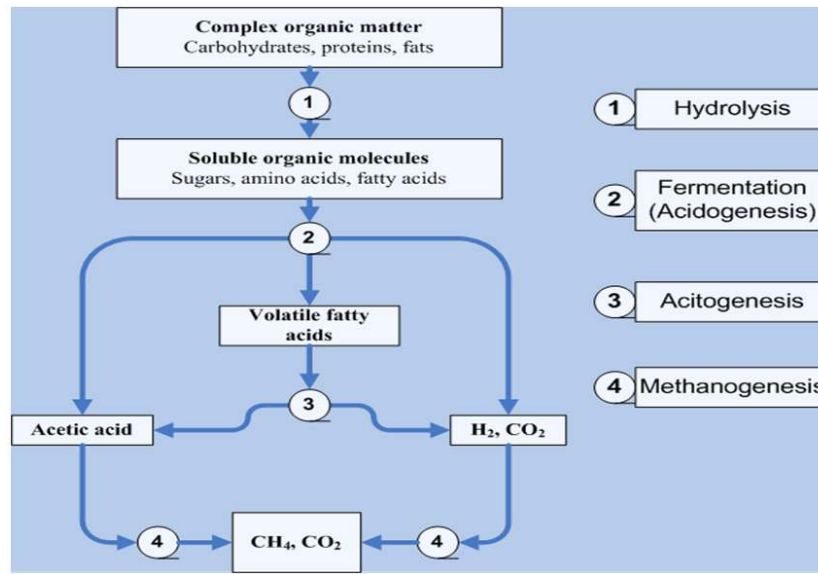 Complex organic matter
Carbohydrates, proteins, fats
1
Soluble organic molecules
Sugars, amino acids, fatty acids
2
Volatile fatty
acids
3
Acetic acid
H₂, CO₂
4
CH₄, CO₂
4
1 Hydrolysis
2 Fermentation
(Acidogenesis)
3 Acitogenesis
4 Methanogenesis